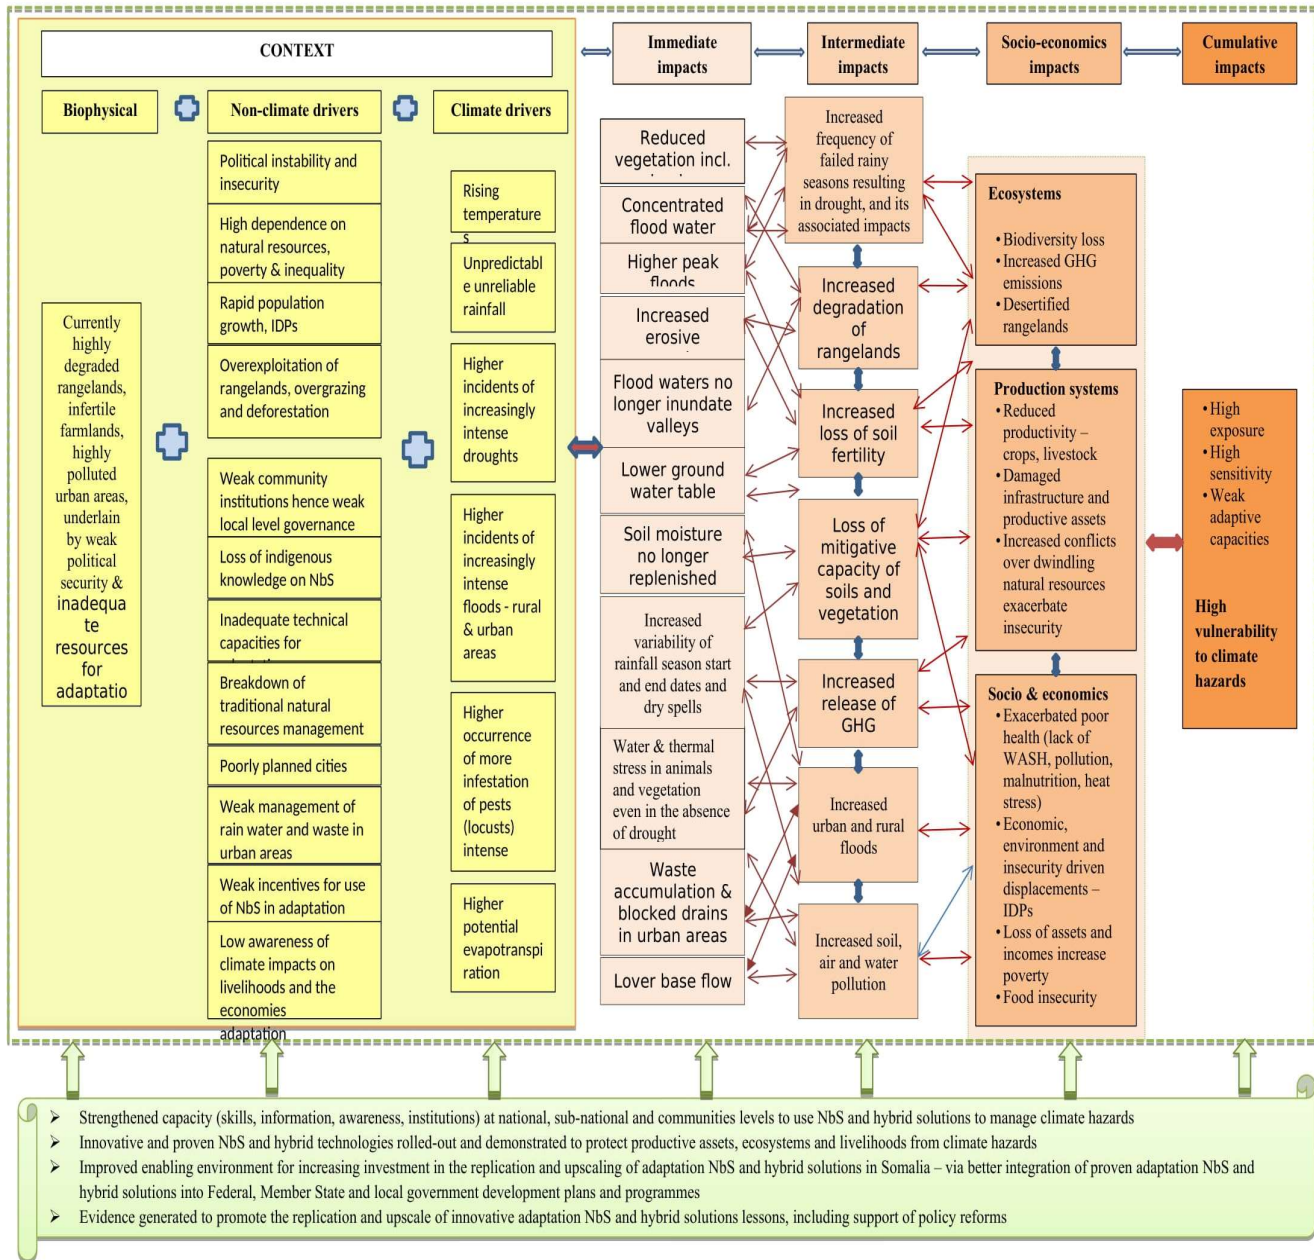 CONTEXT
Immediate
impacts
Intermediate
impacts
Socio-economics
impacts
Cumulative
impacts
Biophysical
Non-climate drivers
Climate drivers
Currently
highly
degraded
rangelands,
infertile
farmlands,
highly
polluted
urban areas,
underlain
by weak
political
security &
inadequa
te
resources
for
adaptatio
Political instability and
insecurity
High dependence on
natural resources,
poverty & inequality
Rapid population
growth, IDPs
Overexploitation of
rangelands, overgrazing
and deforestation
Weak community
institutions hence weak
local level governance
Loss of indigenous
knowledge on NbS
Inadequate technical
capacities for
Breakdown of
traditional natural
resources management
Poorly planned cities
Weak management of
rain water and waste in
urban areas
Weak incentives for use
of NbS in adaptation
Low awareness of
climate impacts on
livelihoods and the
economies
adaptation
Rising
temperature
s
Unpredictabl
e unreliable
rainfall
Higher
incidents of
increasingly
intense
droughts
Higher
incidents of
increasingly
intense
floods - rural
& urban
areas
Higher
occurrence
of more
infestation
of pests
(locusts)
intense
Higher
potential
evapotranspi
ration
Reduced
vegetation incl.
Concentrated
flood water
Higher peak
floods
Increased
erosive
Flood waters no
longer inundate
valleys
Lower ground
water table
Soil moisture
no longer
replenished
Increased
variability of
rainfall season start
and end dates and
dry spells
Water & thermal
stress in animals
and vegetation
even in the absence
of drought
Waste
accumulation &
blocked drains
in urban areas
Lover base flow
Increased
frequency of
failed rainy
seasons resulting
in drought, and its
associated impacts
Increased
degradation
of
rangelands
Increased
loss of soil
fertility
Loss of
mitigative
capacity of
soils and
vegetation
Increased
release of
GHG
Increased
urban and rural
floods
Increased soil,
air and water
pollution
Ecosystems
• Biodiversity loss
• Increased GHG
emissions
• Desertified
rangelands
Production systems
• Reduced
productivity –
crops, livestock
• Damaged
infrastructure and
productive assets
• Increased conflicts
over dwindling
natural resources
exacerbate
insecurity
Socio & economics
• Exacerbated poor
health (lack of
WASH, pollution,
malnutrition, heat
stress)
• Economic,
environment and
insecurity driven
displacements –
IDPs
• Loss of assets and
incomes increase
poverty
• Food insecurity
• High
exposure
• High
sensitivity
• Weak
adaptive
capacities
High
vulnerability
to climate
hazards
➢ Strengthened capacity (skills, information, awareness, institutions) at national, sub-national and communities levels to use NbS and hybrid solutions to manage climate hazards
➢ Innovative and proven NbS and hybrid technologies rolled-out and demonstrated to protect productive assets, ecosystems and livelihoods from climate hazards
➢ Improved enabling environment for increasing investment in the replication and upscaling of adaptation NbS and hybrid solutions in Somalia – via better integration of proven adaptation NbS and
hybrid solutions into Federal, Member State and local government development plans and programmes
➢ Evidence generated to promote the replication and upscale of innovative adaptation NbS and hybrid solutions lessons, including support of policy reforms